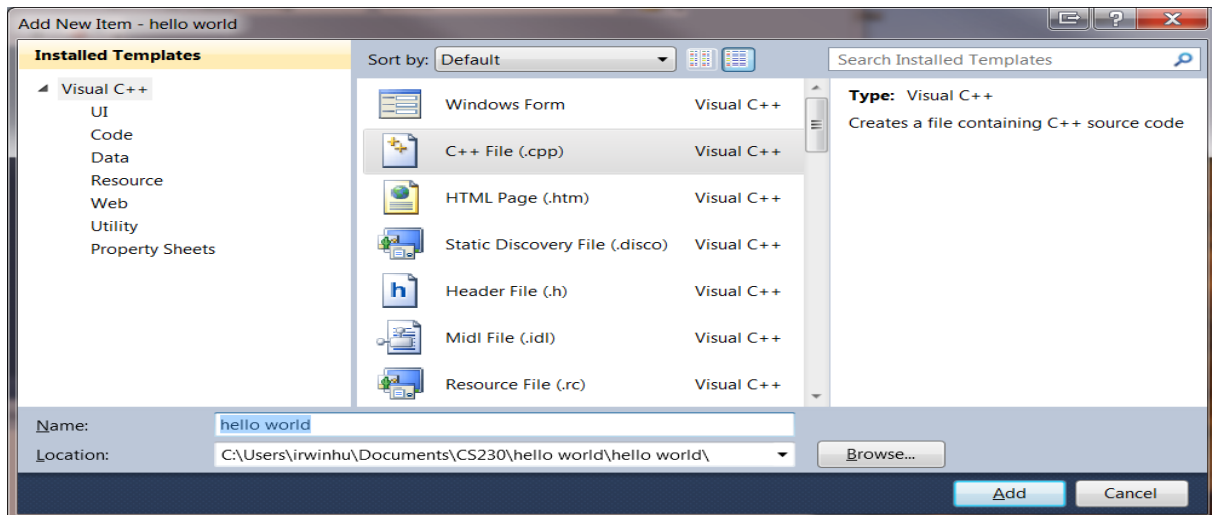 Add New Item - hello world
Installed Templates
Sort by: Default
Search Installed Templates
Visual C++
UI
Code
Data
Resource
Web
Utility
Property Sheets
Windows Form Visual C++
C++ File (.cpp) Visual C++
HTML Page (.htm) Visual C++
Static Discovery File (.disco) Visual C++
Header File (.h) Visual C++
Midl File (.idl) Visual C++
Resource File (.rc) Visual C++
Type: Visual C++
Creates a file containing C++ source code
Name: hello world
Location: C:\Users\irwinhu\Documents\CS230\hello world\hello world\
Browse...
Add Cancel